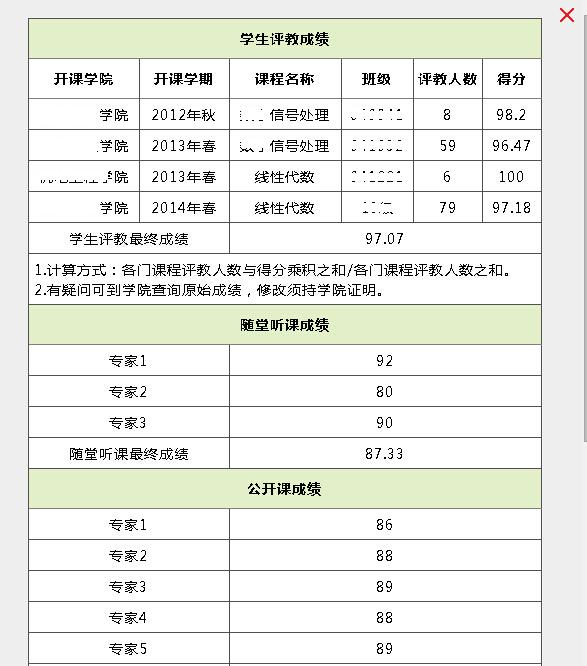 学生评教成绩
开课学院 开课学期 课程名称 班级 评教人数 得分
学院 2012年秋 信号处理 8 98.2
学院 2013年春 信号处理 59 96.47
学院 2013年春 线性代数 6 100
学院 2014年春 线性代数 79 97.18
学生评教最终成绩 97.07
1.计算方式：各门课程评教人数与得分乘积之和/各门课程评教人数之和。
2.有疑问可到学院查询原始成绩，修改须持学院证明。
随堂听课成绩
专家1 92
专家2 80
专家3 90
随堂听课最终成绩 87.33
公开课成绩
专家1 86
专家2 88
专家3 89
专家4 88
专家5 89